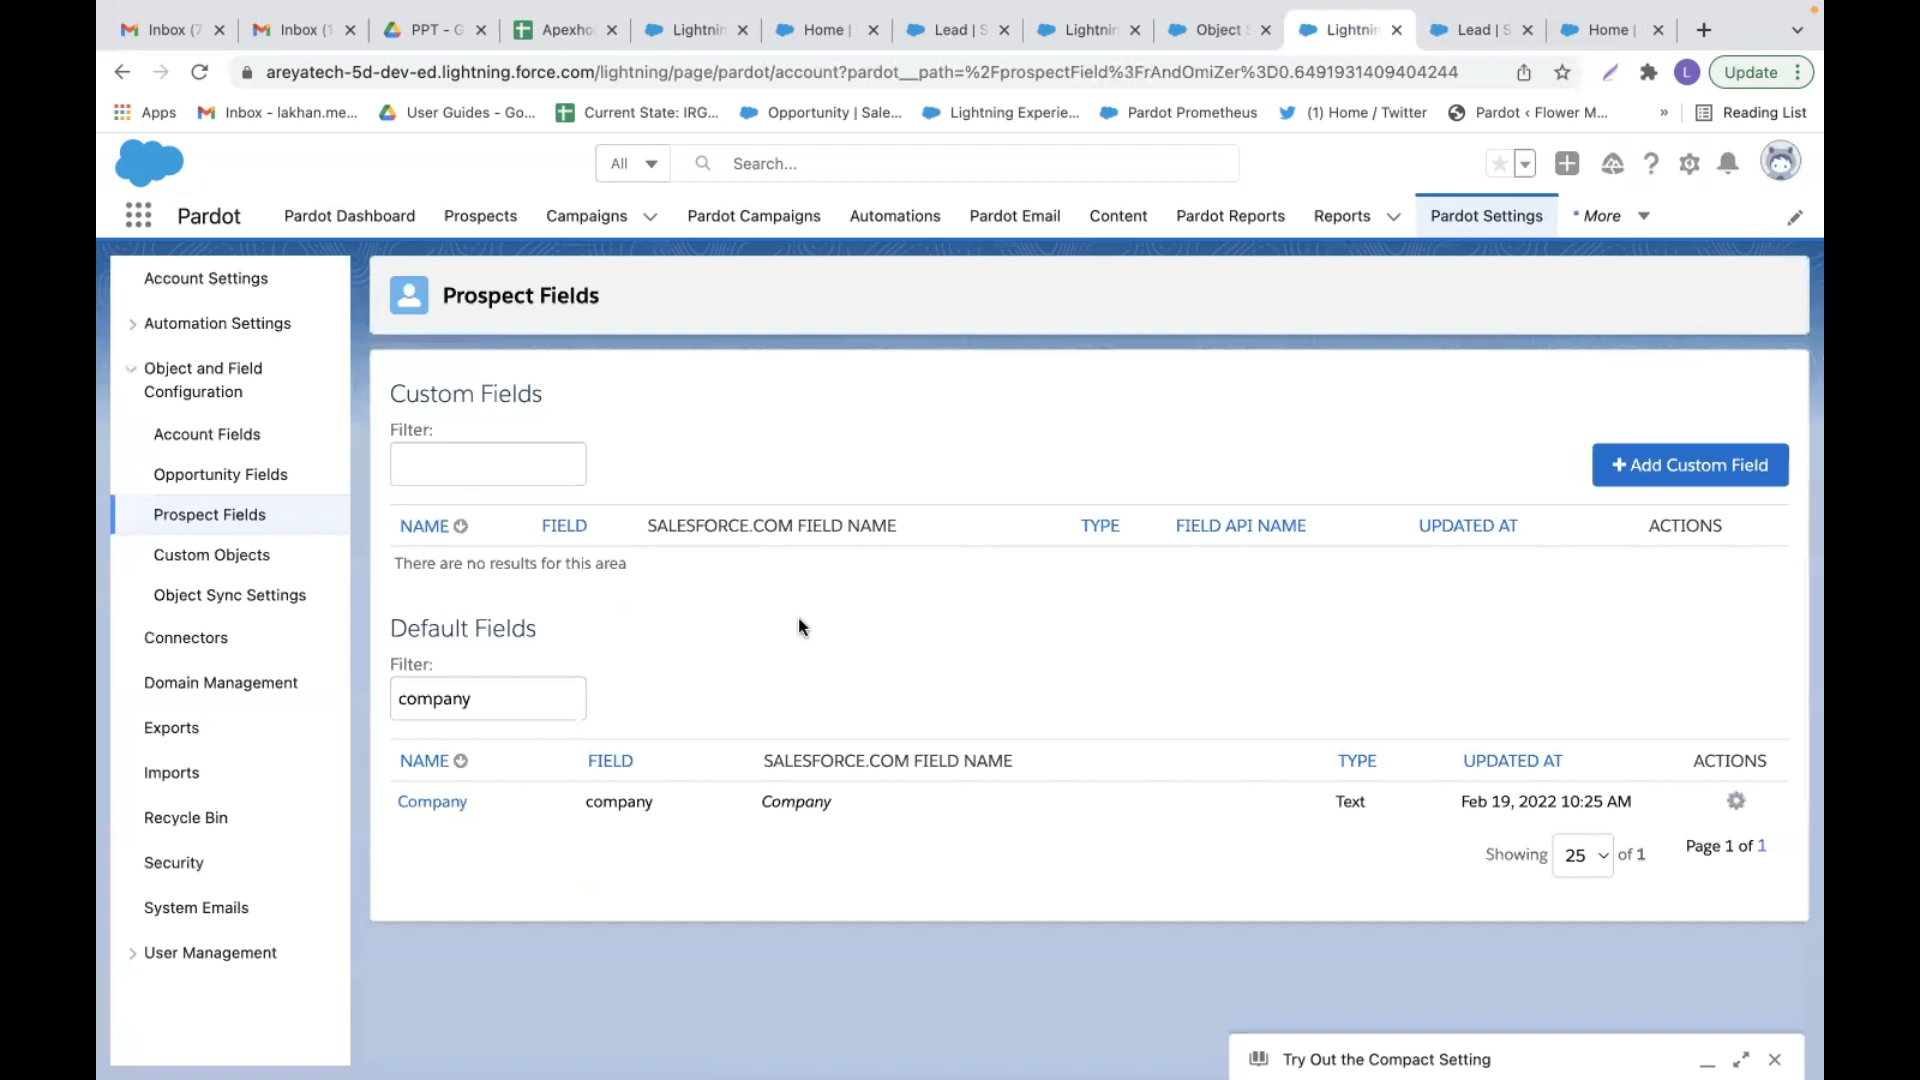 Inbox (7
Inbox (1
PPT - G
Apexho
Lightnin
Home |
Lead | S
Lightnin
Object S
Lightnin
Lead | S
Home |
areyatech-5d-dev-ed.lightning.force.com/lightning/page/pardot/account?pardot__path=%2FprospectField%3FrAndOmiZer%3D0.6491931409404244
L
Update
Apps
Inbox - lakhan.me...
User Guides - Go...
Current State: IRG...
Opportunity | Sale...
Lightning Experie...
Pardot Prometheus
(1) Home / Twitter
Pardot ‹ Flower M...
»
Reading List
All
Search...
Pardot
Pardot Dashboard
Prospects
Campaigns
Pardot Campaigns
Automations
Pardot Email
Content
Pardot Reports
Reports
Pardot Settings
* More
Account Settings
Automation Settings
Object and Field
Configuration
Account Fields
Opportunity Fields
Prospect Fields
Custom Objects
Object Sync Settings
Connectors
Domain Management
Exports
Imports
Recycle Bin
Security
System Emails
User Management
Prospect Fields
Custom Fields
Filter:
+ Add Custom Field
NAME FIELD SALESFORCE.COM FIELD NAME TYPE FIELD API NAME UPDATED AT ACTIONS
There are no results for this area
Default Fields
Filter:
company
NAME FIELD SALESFORCE.COM FIELD NAME TYPE UPDATED AT ACTIONS
Company company Company Text Feb 19, 2022 10:25 AM
Showing 25 of 1
Page 1 of 1
Try Out the Compact Setting